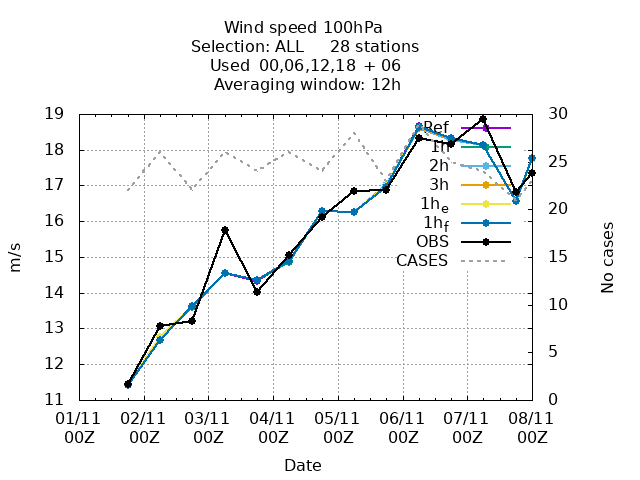 Wind speed 100hPa
Selection: ALL 28 stations
Used 00,06,12,18 + 06
Averaging window: 12h
19
18
17
16
15
14
13
12
11
m/s
30
25
20
15
10
5
0
No cases
Ref
1h
2h
3h
1he
1hf
OBS
CASES
01/11 02/11 03/11 04/11 05/11 06/11 07/11 08/11
00Z 00Z 00Z 00Z 00Z 00Z 00Z 00Z
Date